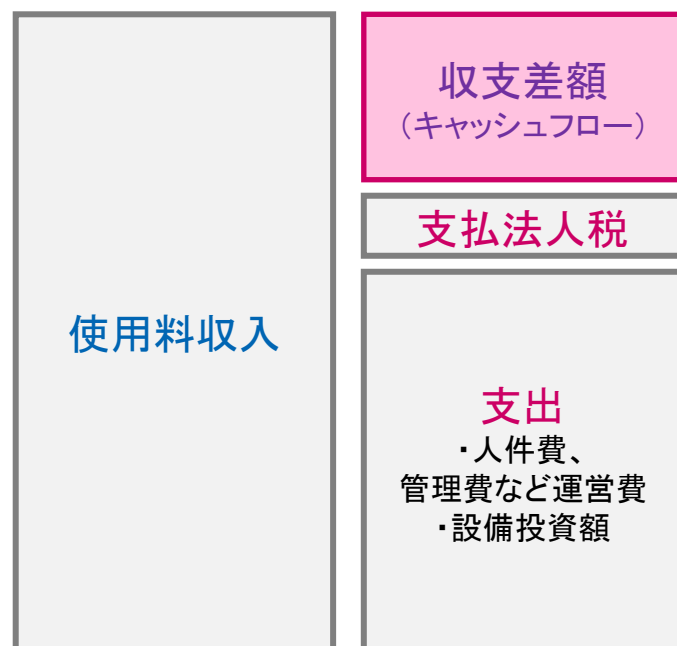 使用料収入
収支差額
（キャッシュフロー）
支払法人税
支出
・人件費、
管理費など運営費
・設備投資額